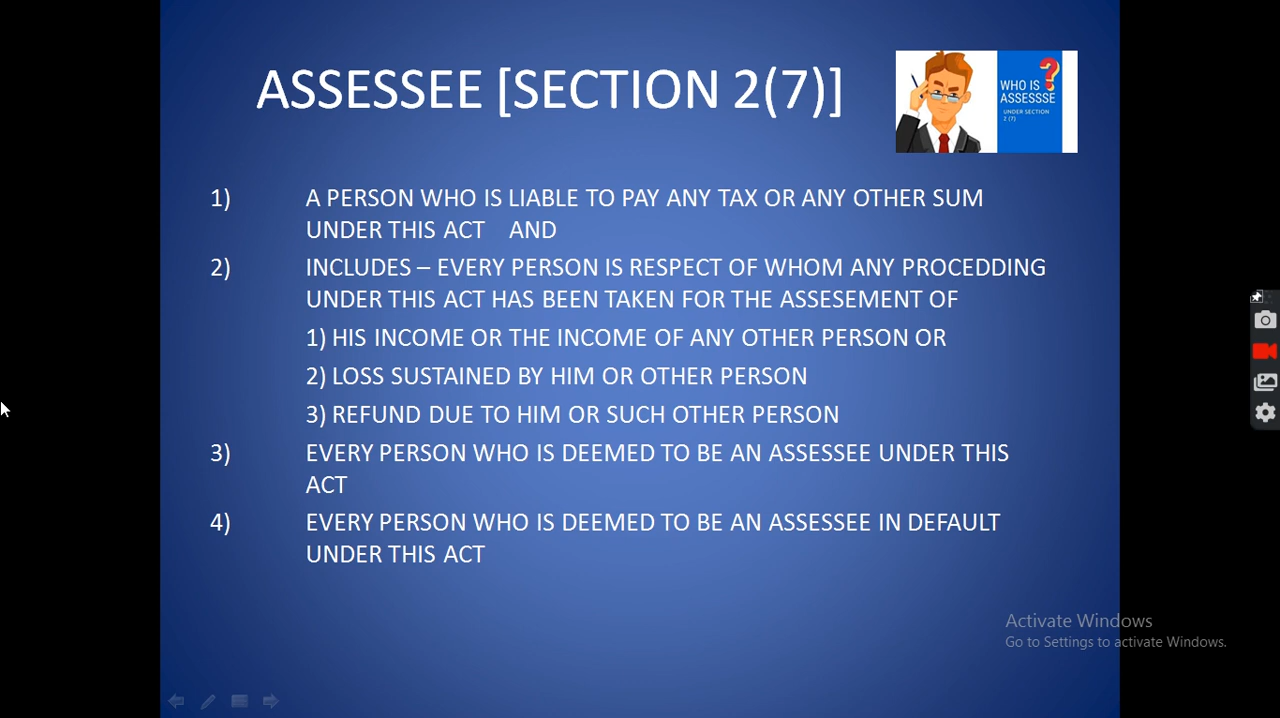 ASSESSEE [SECTION 2(7)]
WHO IS
ASSESSSE
UNDER SECTION
2 (7)
1) A PERSON WHO IS LIABLE TO PAY ANY TAX OR ANY OTHER SUM
UNDER THIS ACT AND
2) INCLUDES – EVERY PERSON IS RESPECT OF WHOM ANY PROCEDDING
UNDER THIS ACT HAS BEEN TAKEN FOR THE ASSESEMENT OF
1) HIS INCOME OR THE INCOME OF ANY OTHER PERSON OR
2) LOSS SUSTAINED BY HIM OR OTHER PERSON
3) REFUND DUE TO HIM OR SUCH OTHER PERSON
3) EVERY PERSON WHO IS DEEMED TO BE AN ASSESSEE UNDER THIS
ACT
4) EVERY PERSON WHO IS DEEMED TO BE AN ASSESSEE IN DEFAULT
UNDER THIS ACT
Activate Windows
Go to Settings to activate Windows.